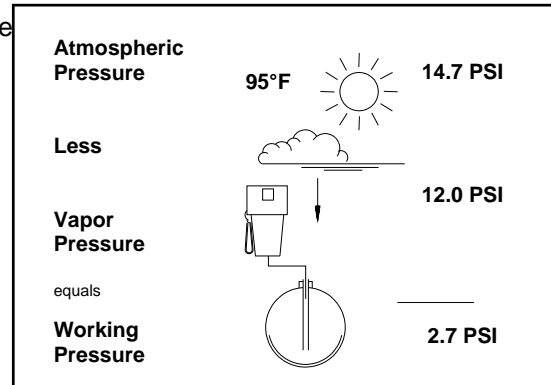 e
Atmospheric
Pressure
95°F
14.7 PSI
Less
12.0 PSI
Vapor
Pressure
equals
Working
Pressure
2.7 PSI